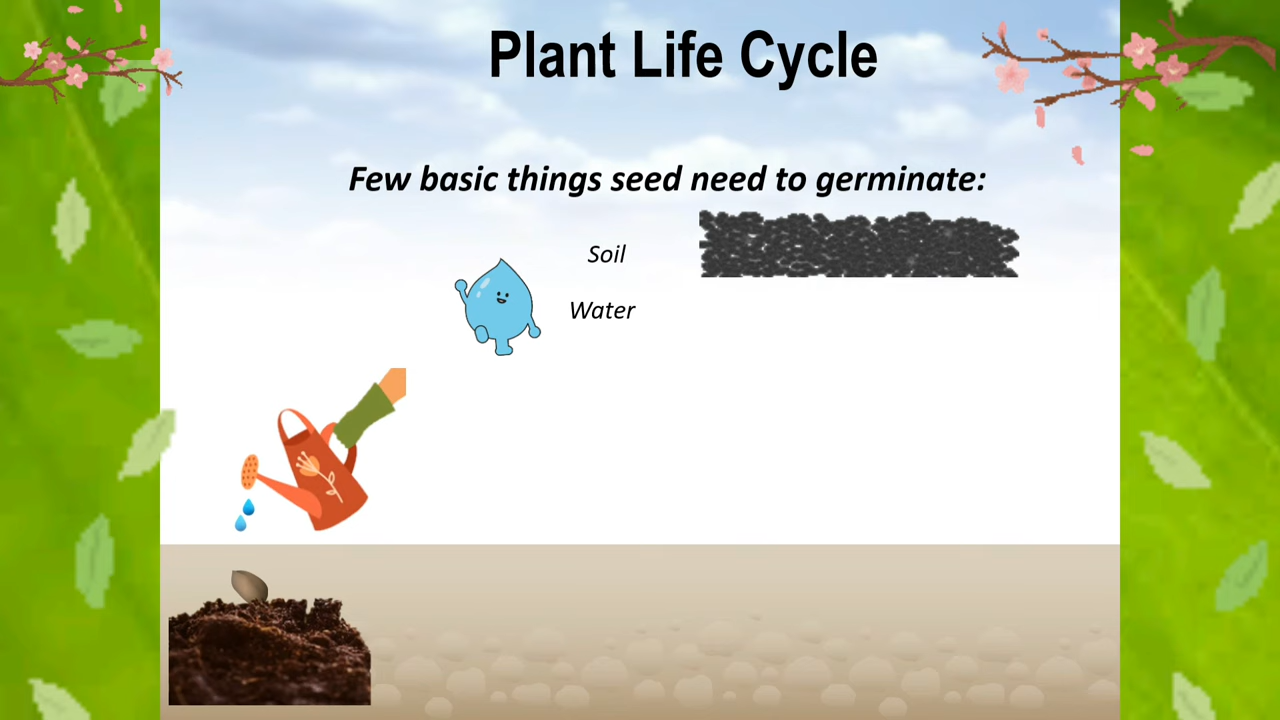 Plant Life Cycle
Few basic things seed need to germinate:
Soil
Water